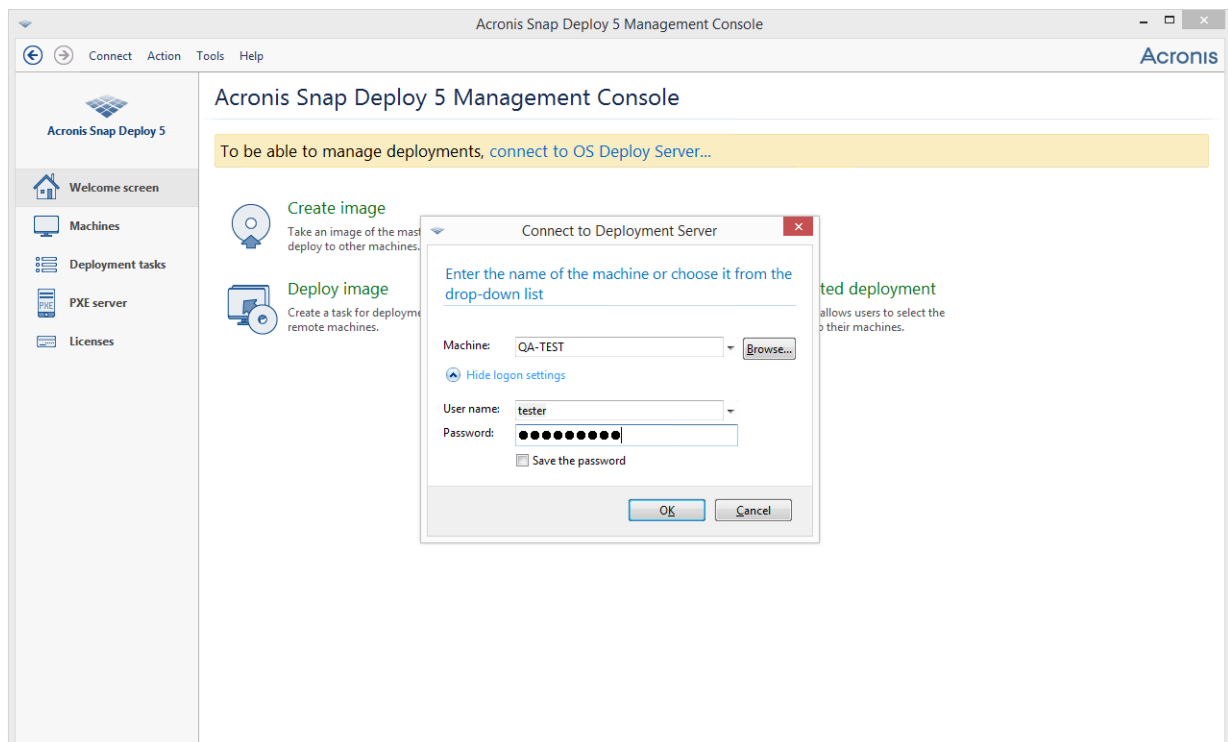 Acronis Snap Deploy 5 Management Console
Connect Action Tools Help
Acronis
Acronis Snap Deploy 5
Welcome screen
Machines
Deployment tasks
PXE
PXE server
Licenses
Acronis Snap Deploy 5 Management Console
To be able to manage deployments, connect to OS Deploy Server...
Create image
Take an image of the mast
deploy to other machines.
Deploy image
Create a task for deployme
remote machines.
ted deployment
allows users to select the
their machines.
Connect to Deployment Server
Enter the name of the machine or choose it from the
drop-down list
Machine: QA-TEST Browse...
Hide logon settings
User name: tester
Password: ●●●●●●●●●
Save the password
OK Cancel